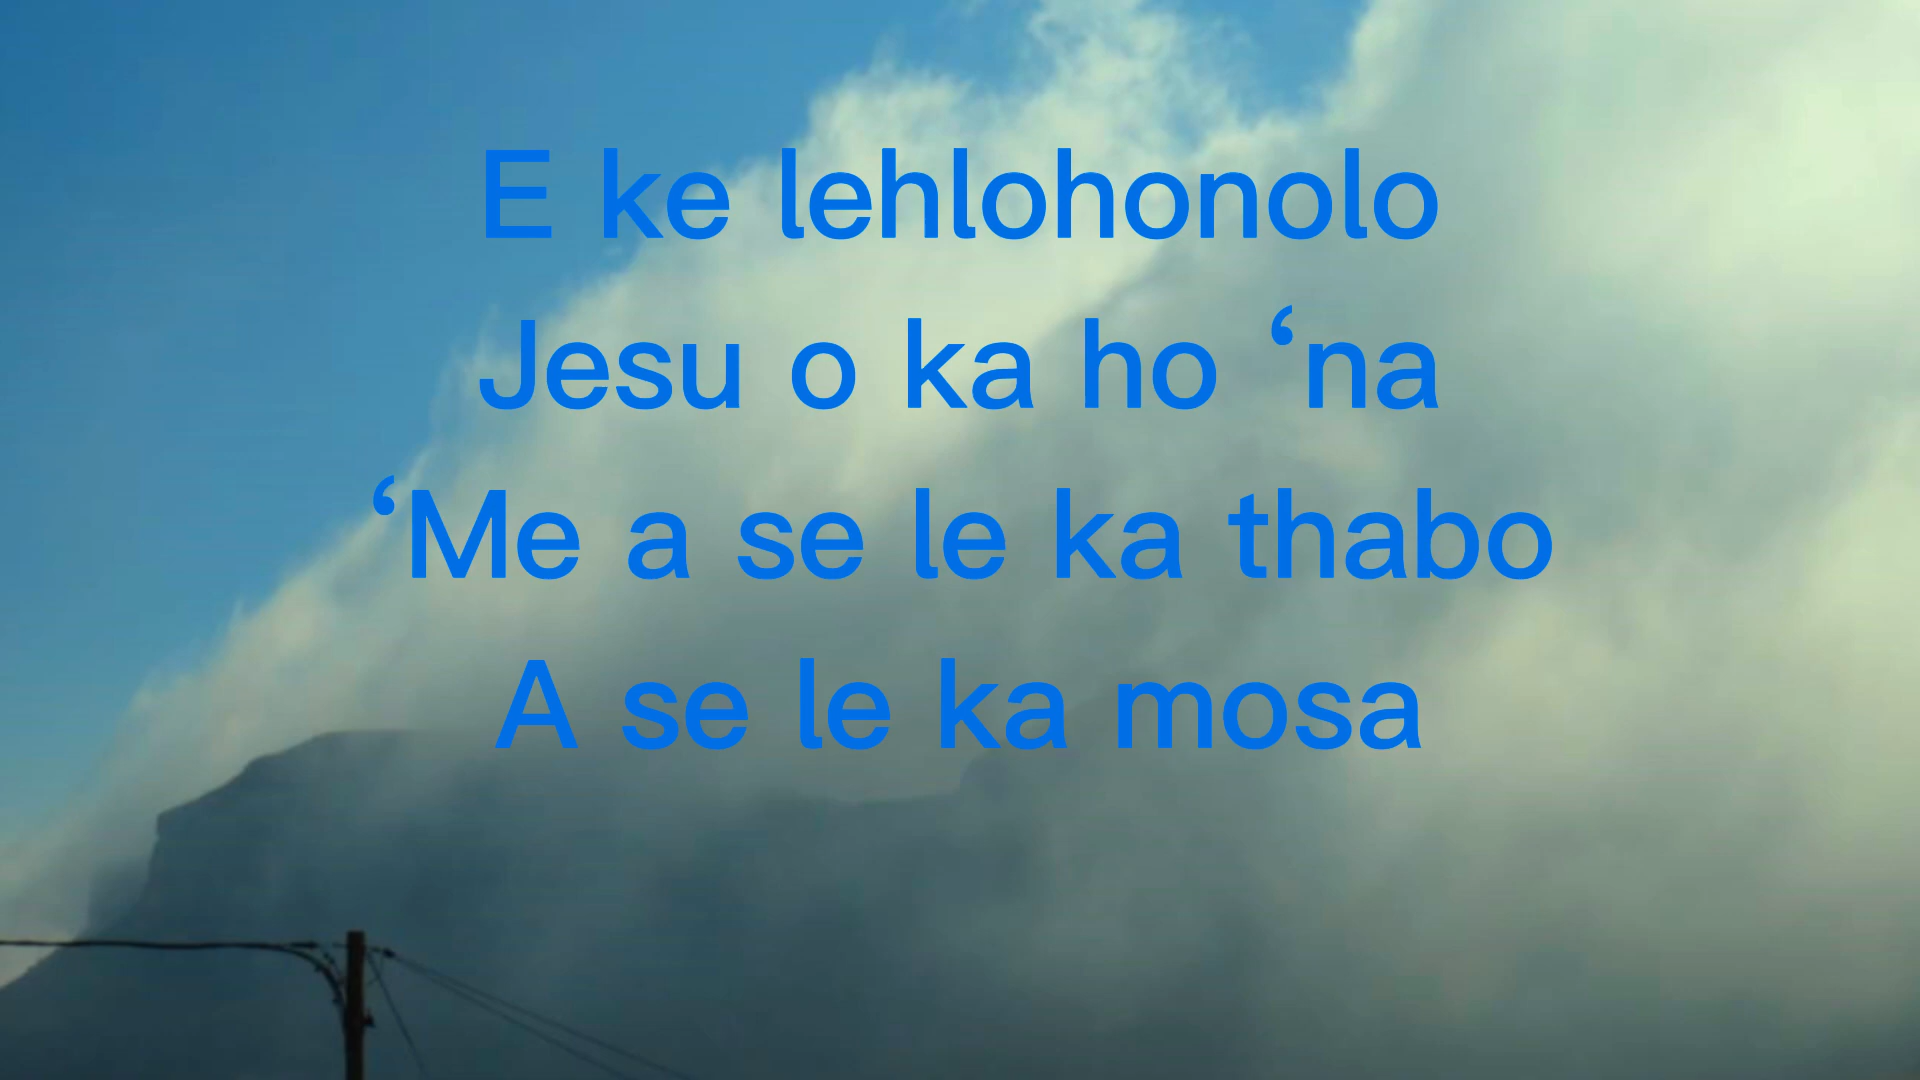 E ke lehlohonolo
Jesu o ka ho ‘na
‘Me a se le ka thabo
A se le ka mosa